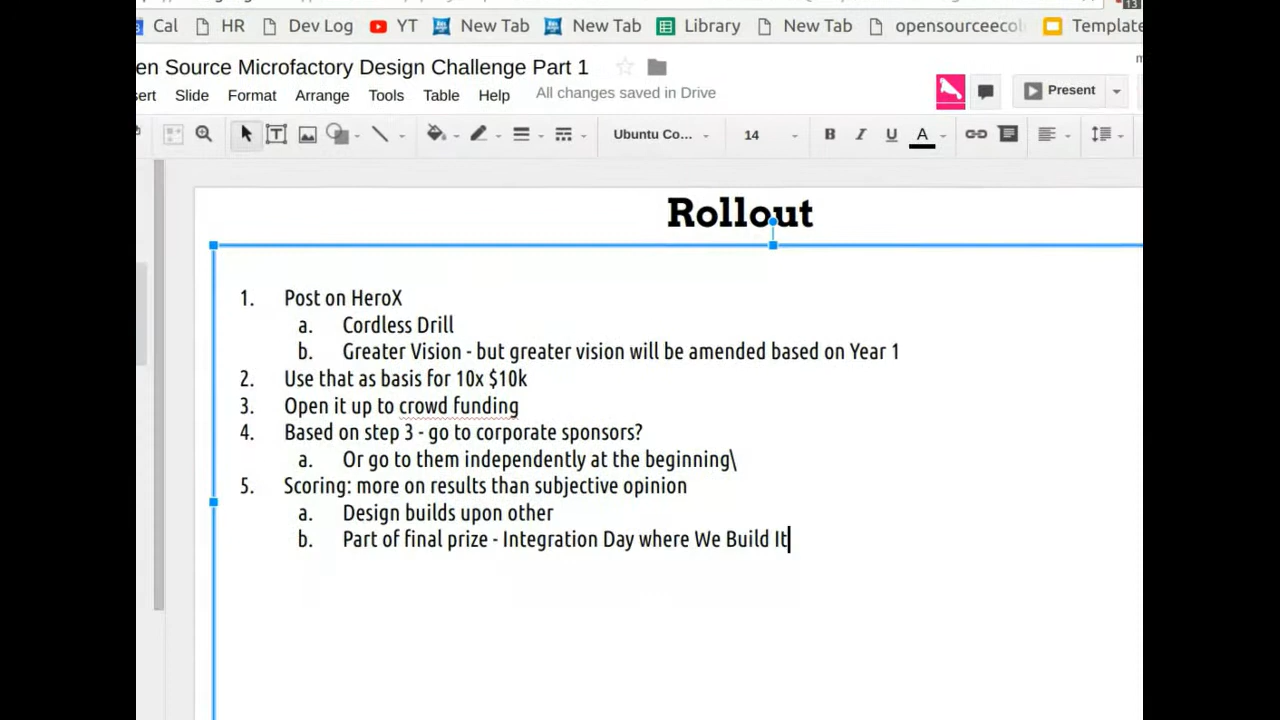 Cal HR Dev Log YT New Tab New Tab Library New Tab opensourceecol Template
13
en Source Microfactory Design Challenge Part 1
sert Slide Format Arrange Tools Table Help All changes saved in Drive
Present
Ubuntu Co... 14 B I U A
Rollout
1. Post on HeroX
a. Cordless Drill
b. Greater Vision - but greater vision will be amended based on Year 1
2. Use that as basis for 10x $10k
3. Open it up to crowd funding
4. Based on step 3 - go to corporate sponsors?
a. Or go to them independently at the beginning\
5. Scoring: more on results than subjective opinion
a. Design builds upon other
b. Part of final prize - Integration Day where We Build It